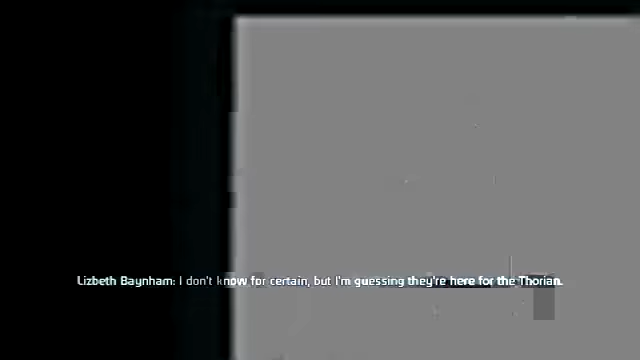 Lizbeth Baynham: I don't know for certain, but I'm guessing they're here for the Thorian.